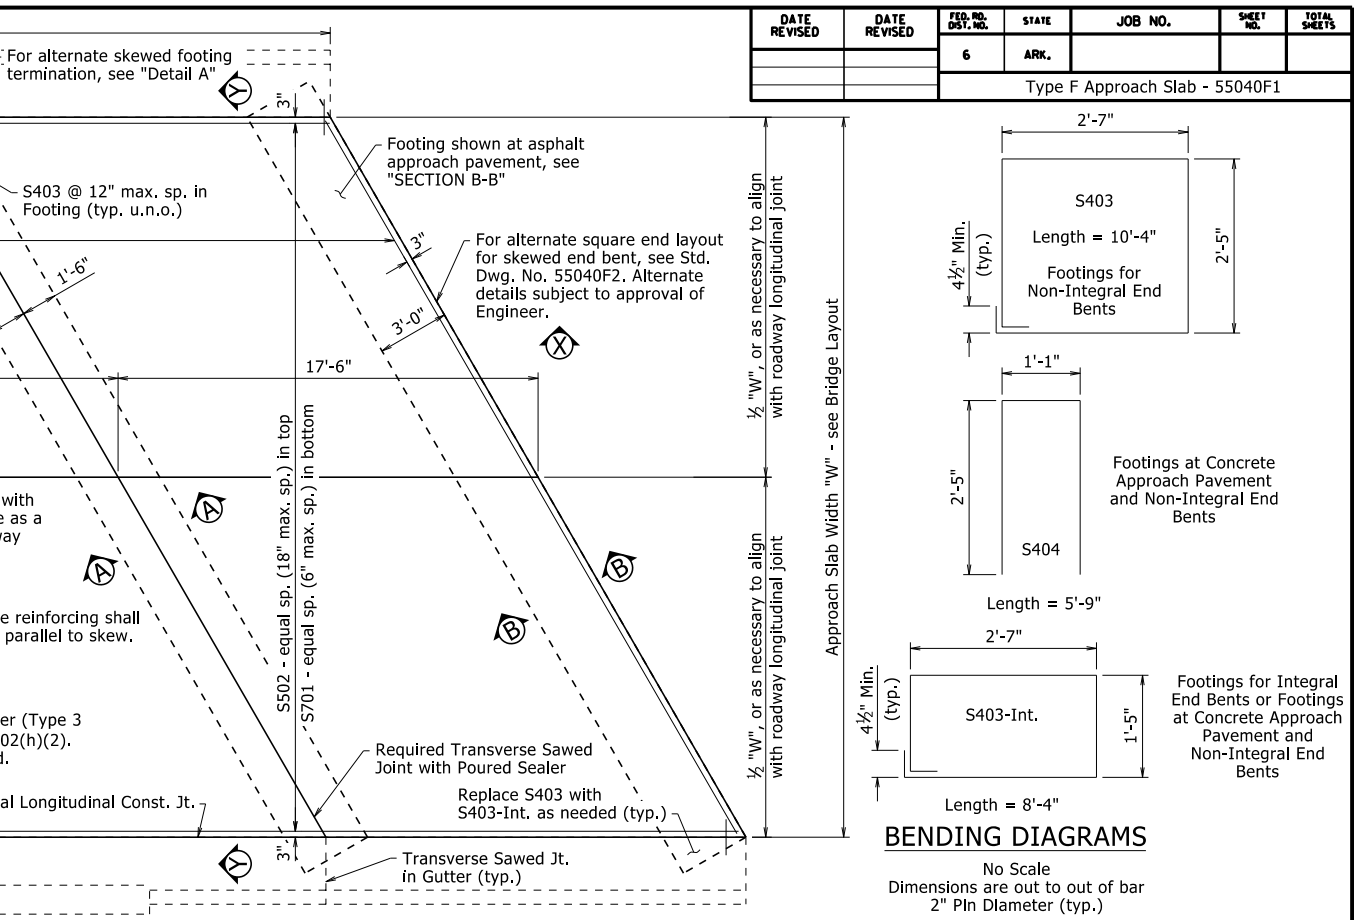 DATE
REVISED
DATE
REVISED
FED. RD.
DIST. NO.
STATE
JOB NO.
SHEET
NO.
TOTAL
SHEETS
6
ARK.
Type F Approach Slab - 55040F1
For alternate skewed footing
termination, see "Detail A"
Y
3"
Footing shown at asphalt
approach pavement, see
"SECTION B-B"
S403 @ 12" max. sp. in
Footing (typ. u.n.o.)
1'-6"
3"
For alternate square end layout
for skewed end bent, see Std.
Dwg. No. 55040F2. Alternate
details subject to approval of
Engineer.
3'-0"
X
17'-6"
½ "W", or as necessary to align
with roadway longitudinal joint
Approach Slab Width "W" - see Bridge Layout
S502 - equal sp. (18" max. sp.) in top
S701 - equal sp. (6" max. sp.) in bottom
with
e as a
way
A
A
B
B
½ "W", or as necessary to align
with roadway longitudinal joint
e reinforcing shall
parallel to skew.
er (Type 3
02(h)(2).
d.
al Longitudinal Const. Jt.
Required Transverse Sawed
Joint with Poured Sealer
Replace S403 with
S403-Int. as needed (typ.)
3"
Y
Transverse Sawed Jt.
in Gutter (typ.)
2'-7"
S403
Length = 10'-4"
Footings for
Non-Integral End
Bents
4½" Min.
(typ.)
2'-5"
1'-1"
2'-5"
S404
Length = 5'-9"
Footings at Concrete
Approach Pavement
and Non-Integral End
Bents
2'-7"
4½" Min.
(typ.)
S403-Int.
1'-5"
Length = 8'-4"
Footings for Integral
End Bents or Footings
at Concrete Approach
Pavement and
Non-Integral End
Bents
BENDING DIAGRAMS
No Scale
Dimensions are out to out of bar
2" Pin Diameter (typ.)